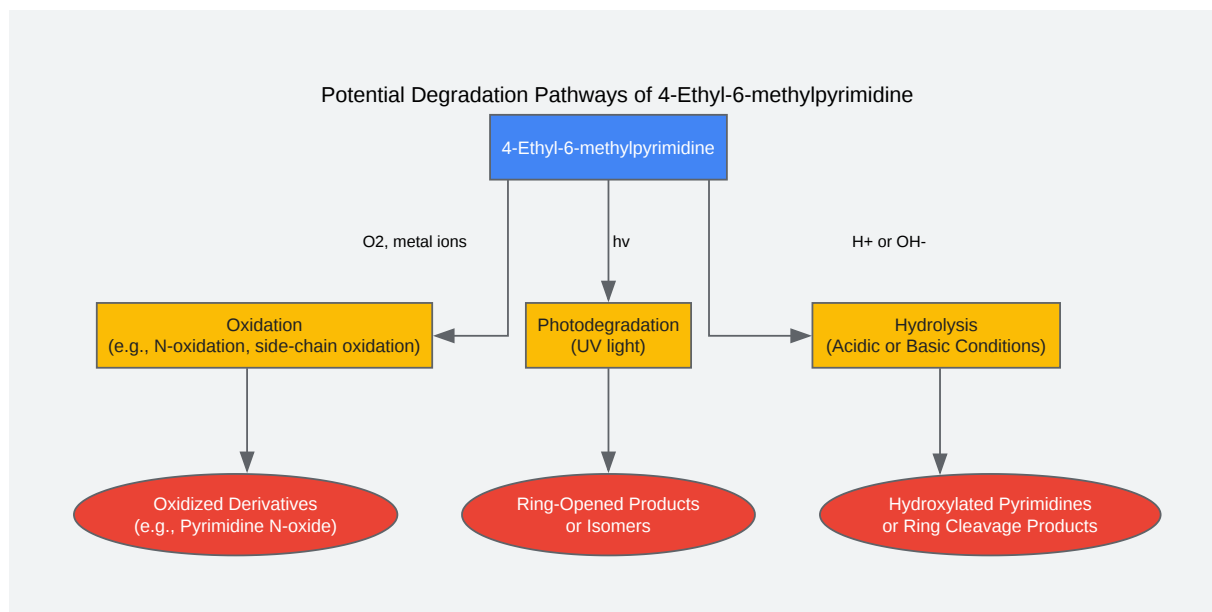 Potential Degradation Pathways of 4-Ethyl-6-methylpyrimidine
4-Ethyl-6-methylpyrimidine
O2, metal ions
hv
H+ or OH-
Oxidation
(e.g., N-oxidation, side-chain oxidation)
Photodegradation
(UV light)
Hydrolysis
(Acidic or Basic Conditions)
Oxidized Derivatives
(e.g., Pyrimidine N-oxide)
Ring-Opened Products
or Isomers
Hydroxylated Pyrimidines
or Ring Cleavage Products